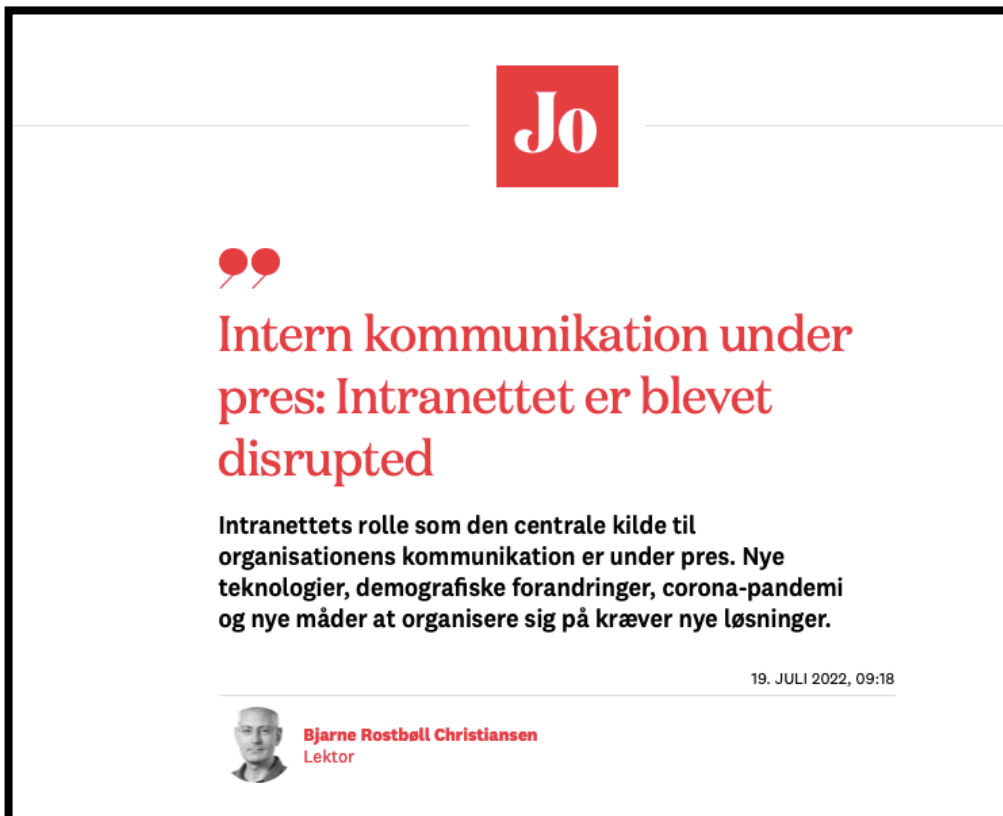 Jo
Intern kommunikation under
pres: Intranettet er blevet
disrupted
Intranettets rolle som den centrale kilde til
organisationens kommunikation er under pres. Nye
teknologier, demografiske forandringer, corona-pandemi
og nye måder at organisere sig på kræver nye løsninger.
19. JULI 2022, 09:18
Bjarne Rostbøll Christiansen
Lektor